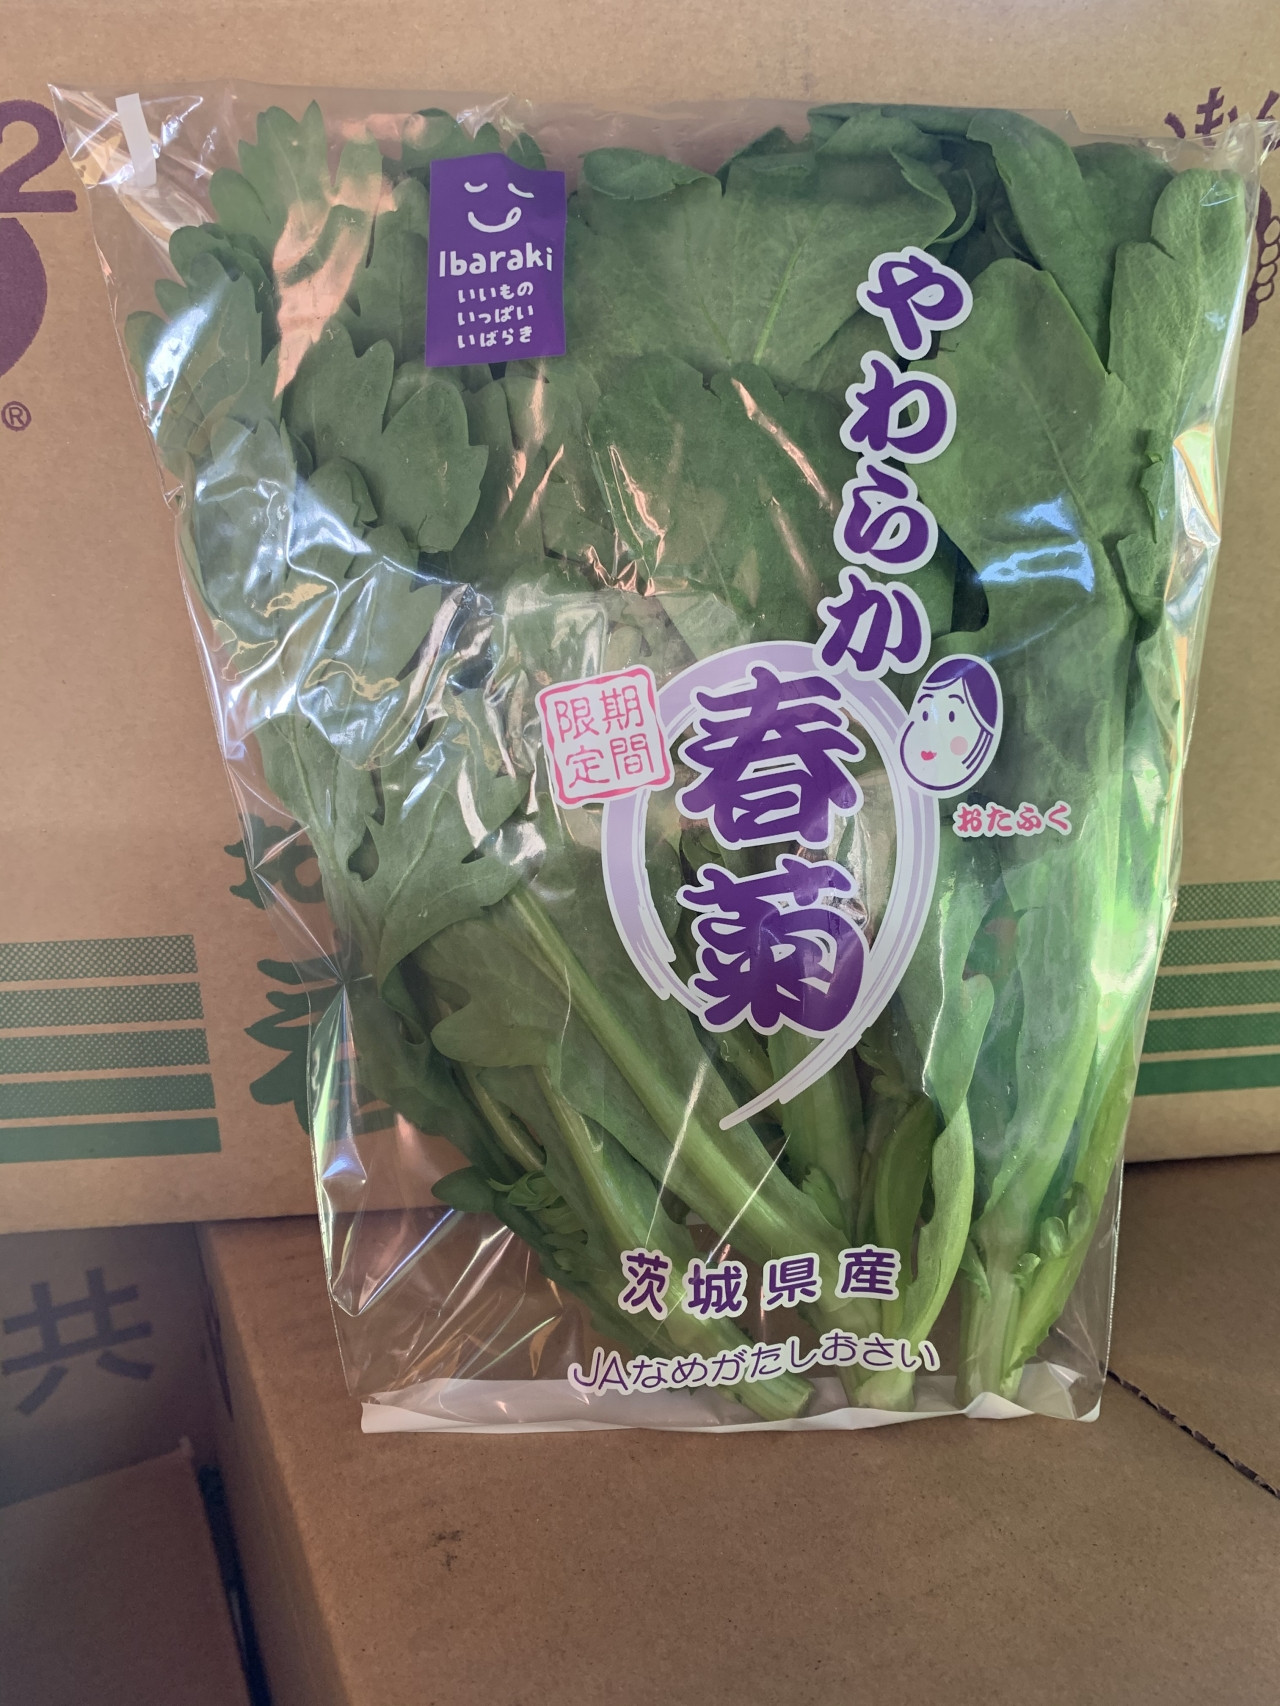 Ibaraki
いいもの
いっぱい
いばらき
やわらか
春菊
期間
限定
おたふく
茨城県産
JAなめがたしおさい
2
®
共